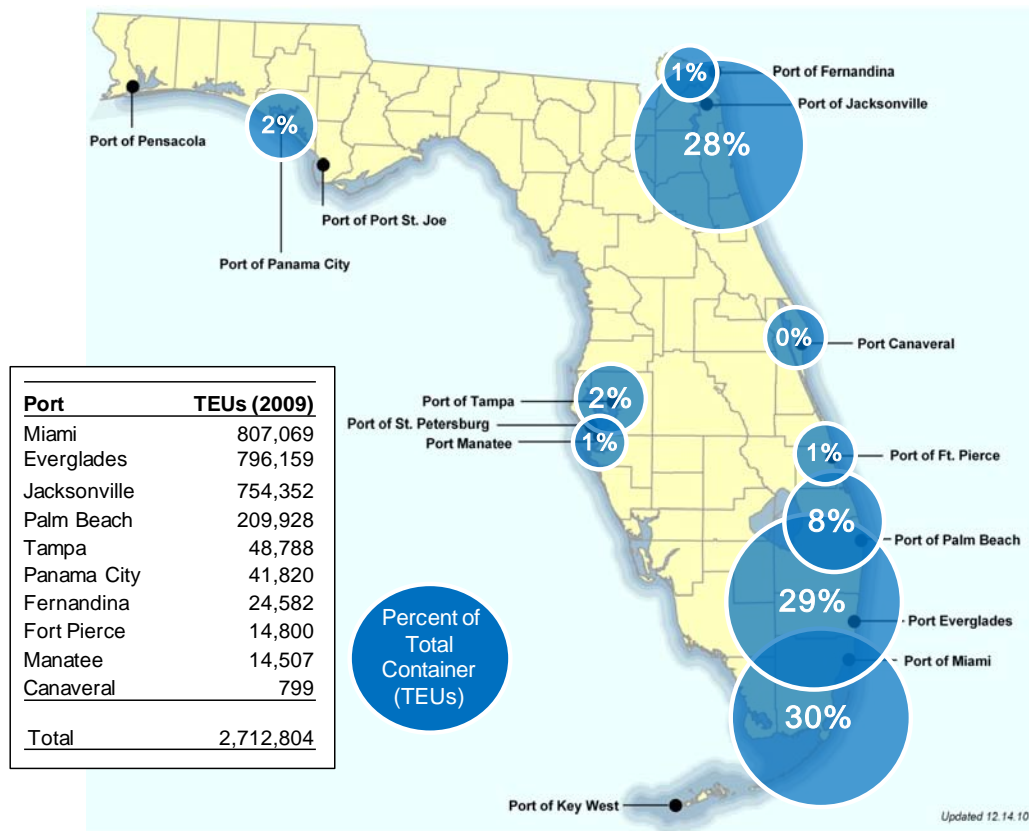 1%
Port of Fernandina
Port of Jacksonville
2%
Port of Pensacola
28%
Port of Port St. Joe
Port of Panama City
0%
Port Canaveral
Port of Tampa
2%
Port of St. Petersburg
Port Manatee
1%
1%
Port of Ft. Pierce
8%
Port of Palm Beach
29%
Port Everglades
Port of Miami
30%
Port of Key West
Port TEUs (2009)
Miami 807,069
Everglades 796,159
Jacksonville 754,352
Palm Beach 209,928
Tampa 48,788
Panama City 41,820
Fernandina 24,582
Fort Pierce 14,800
Manatee 14,507
Canaveral 799
Total 2,712,804
Percent of
Total
Container
(TEUs)
Updated 12.14.10